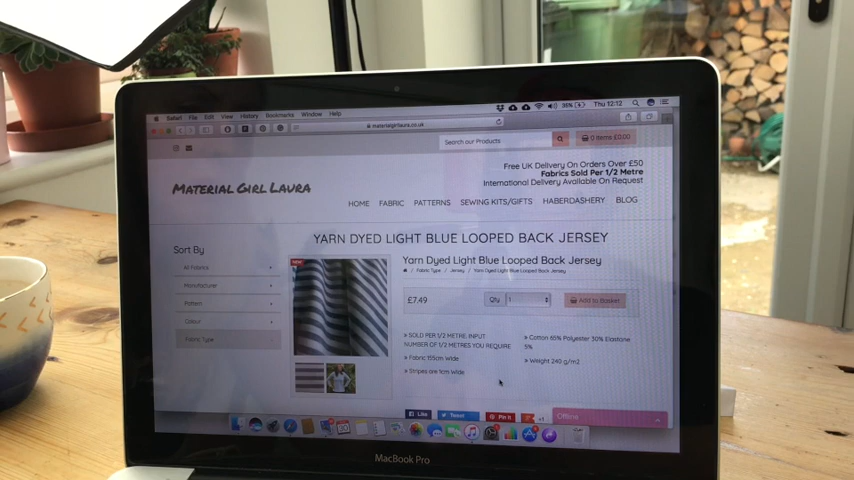 Safari File Edit View History Bookmarks Window Help
Thu 12:12
materialgirllaura.co.uk
Search our Products
0 items £0.00
Free UK Delivery On Orders Over £50
Fabrics Sold Per 1/2 Metre
International Delivery Available On Request
MATERIAL GIRL LAURA
HOME FABRIC PATTERNS SEWING KITS/GIFTS HABERDASHERY BLOG
YARN DYED LIGHT BLUE LOOPED BACK JERSEY
Sort By
Yarn Dyed Light Blue Looped Back Jersey
Fabric Type / Jersey / Yarn Dyed Light Blue Looped Back Jersey
All Fabrics
Manufacturer
Pattern
Colour
Fabric Type
£7.49 Qty 1 Add to Basket
» SOLD PER 1/2 METRE. INPUT
NUMBER OF 1/2 METRES YOU REQUIRE
» Fabric 155cm Wide
» Stripes are 1cm Wide
» Cotton 65% Polyester 30% Elastane
5%
» Weight 240 g/m2
Like Tweet Pin it +1 Offline
MacBook Pro